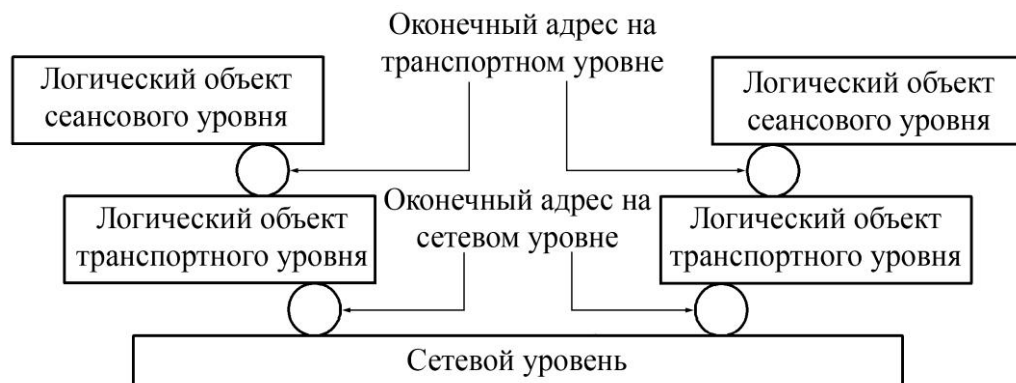 Оконечный адрес на
транспортном уровне
Логический объект
сеансового уровня
Логический объект
сеансового уровня
Логический объект
транспортного уровня
Оконечный адрес на
сетевом уровне
Логический объект
транспортного уровня
Сетевой уровень